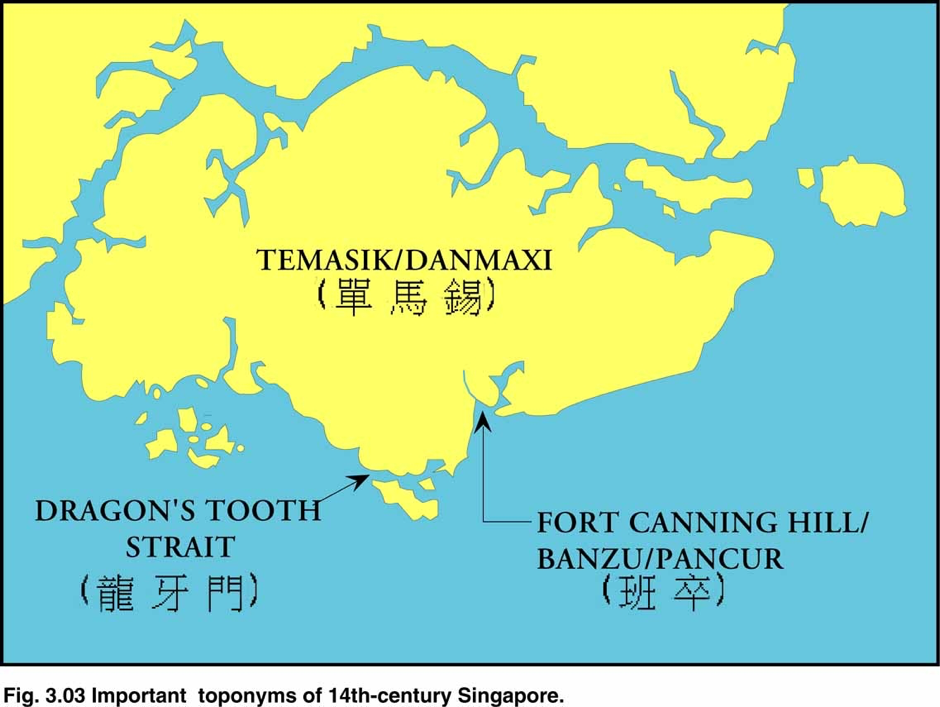 TEMASIK/DANMAXI
(單馬錫)
DRAGON'S TOOTH
STRAIT
(龍牙門)
FORT CANNING HILL/
BANZU/PANCUR
(班卒)
Fig. 3.03 Important toponyms of 14th-century Singapore.